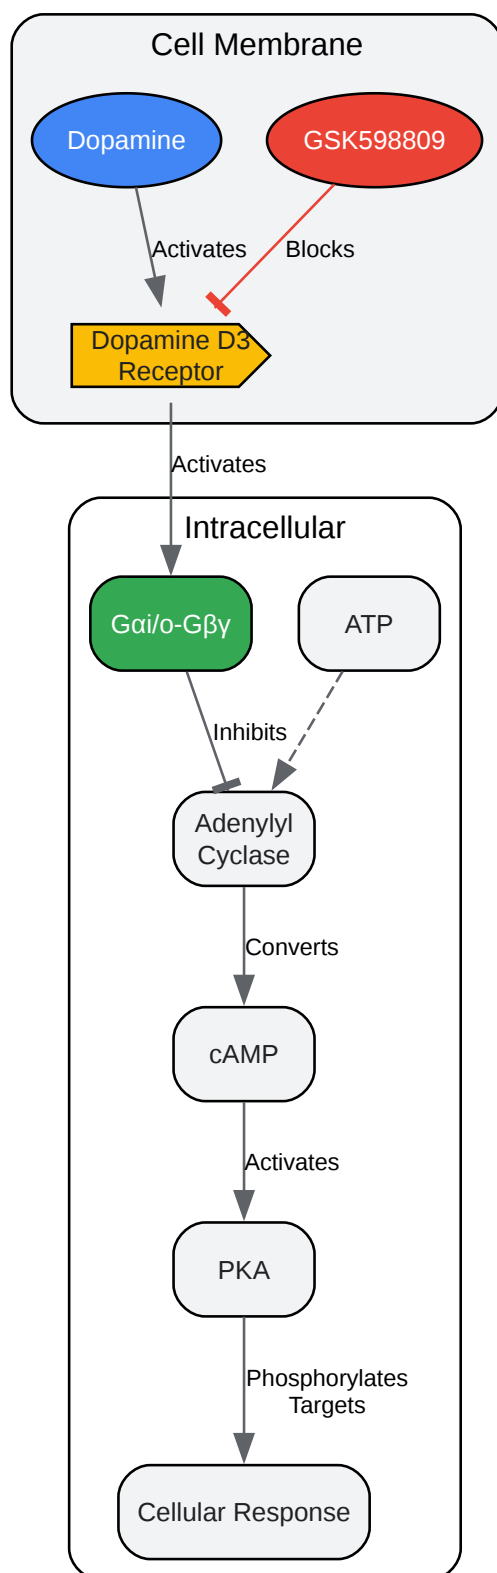 Cell Membrane
Dopamine
GSK598809
Activates
Blocks
Dopamine D3
Receptor
Activates
Intracellular
Gαi/o-Gβγ
ATP
Inhibits
Adenylyl
Cyclase
Converts
cAMP
Activates
PKA
Phosphorylates
Targets
Cellular Response